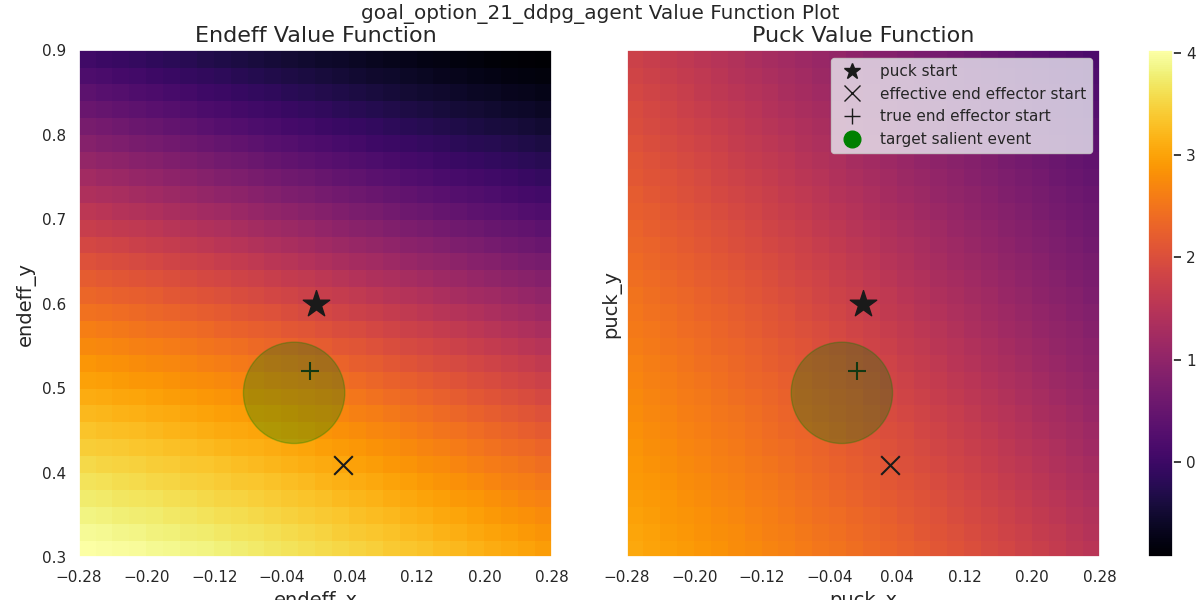 goal_option_21_ddpg_agent Value Function Plot
Endeff Value Function
Puck Value Function
0.9
0.8
0.7
0.6
0.5
0.4
0.3
endeff_y
−0.28 −0.20 −0.12 −0.04 0.04 0.12 0.20 0.28
endeff_x
puck_y
puck start
effective end effector start
true end effector start
target salient event
−0.28 −0.20 −0.12 −0.04 0.04 0.12 0.20 0.28
puck_x
4
3
2
1
0